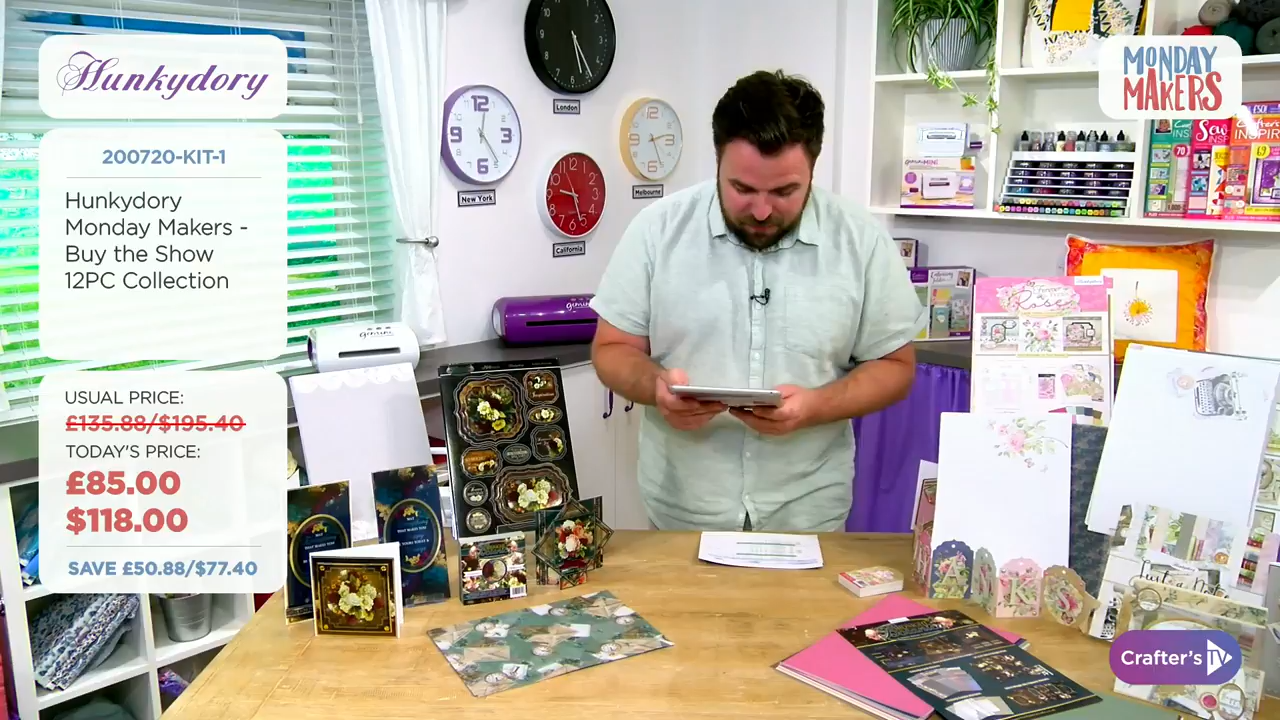 Hunkydory
200720-KIT-1
Hunkydory
Monday Makers -
Buy the Show
12PC Collection
USUAL PRICE:
£135.88/$195.40
TODAY'S PRICE:
£85.00
$118.00
SAVE £50.88/$77.40
MONDAY
MAKERS
London
New York
Melbourne
California
gemini
Crafter's TV